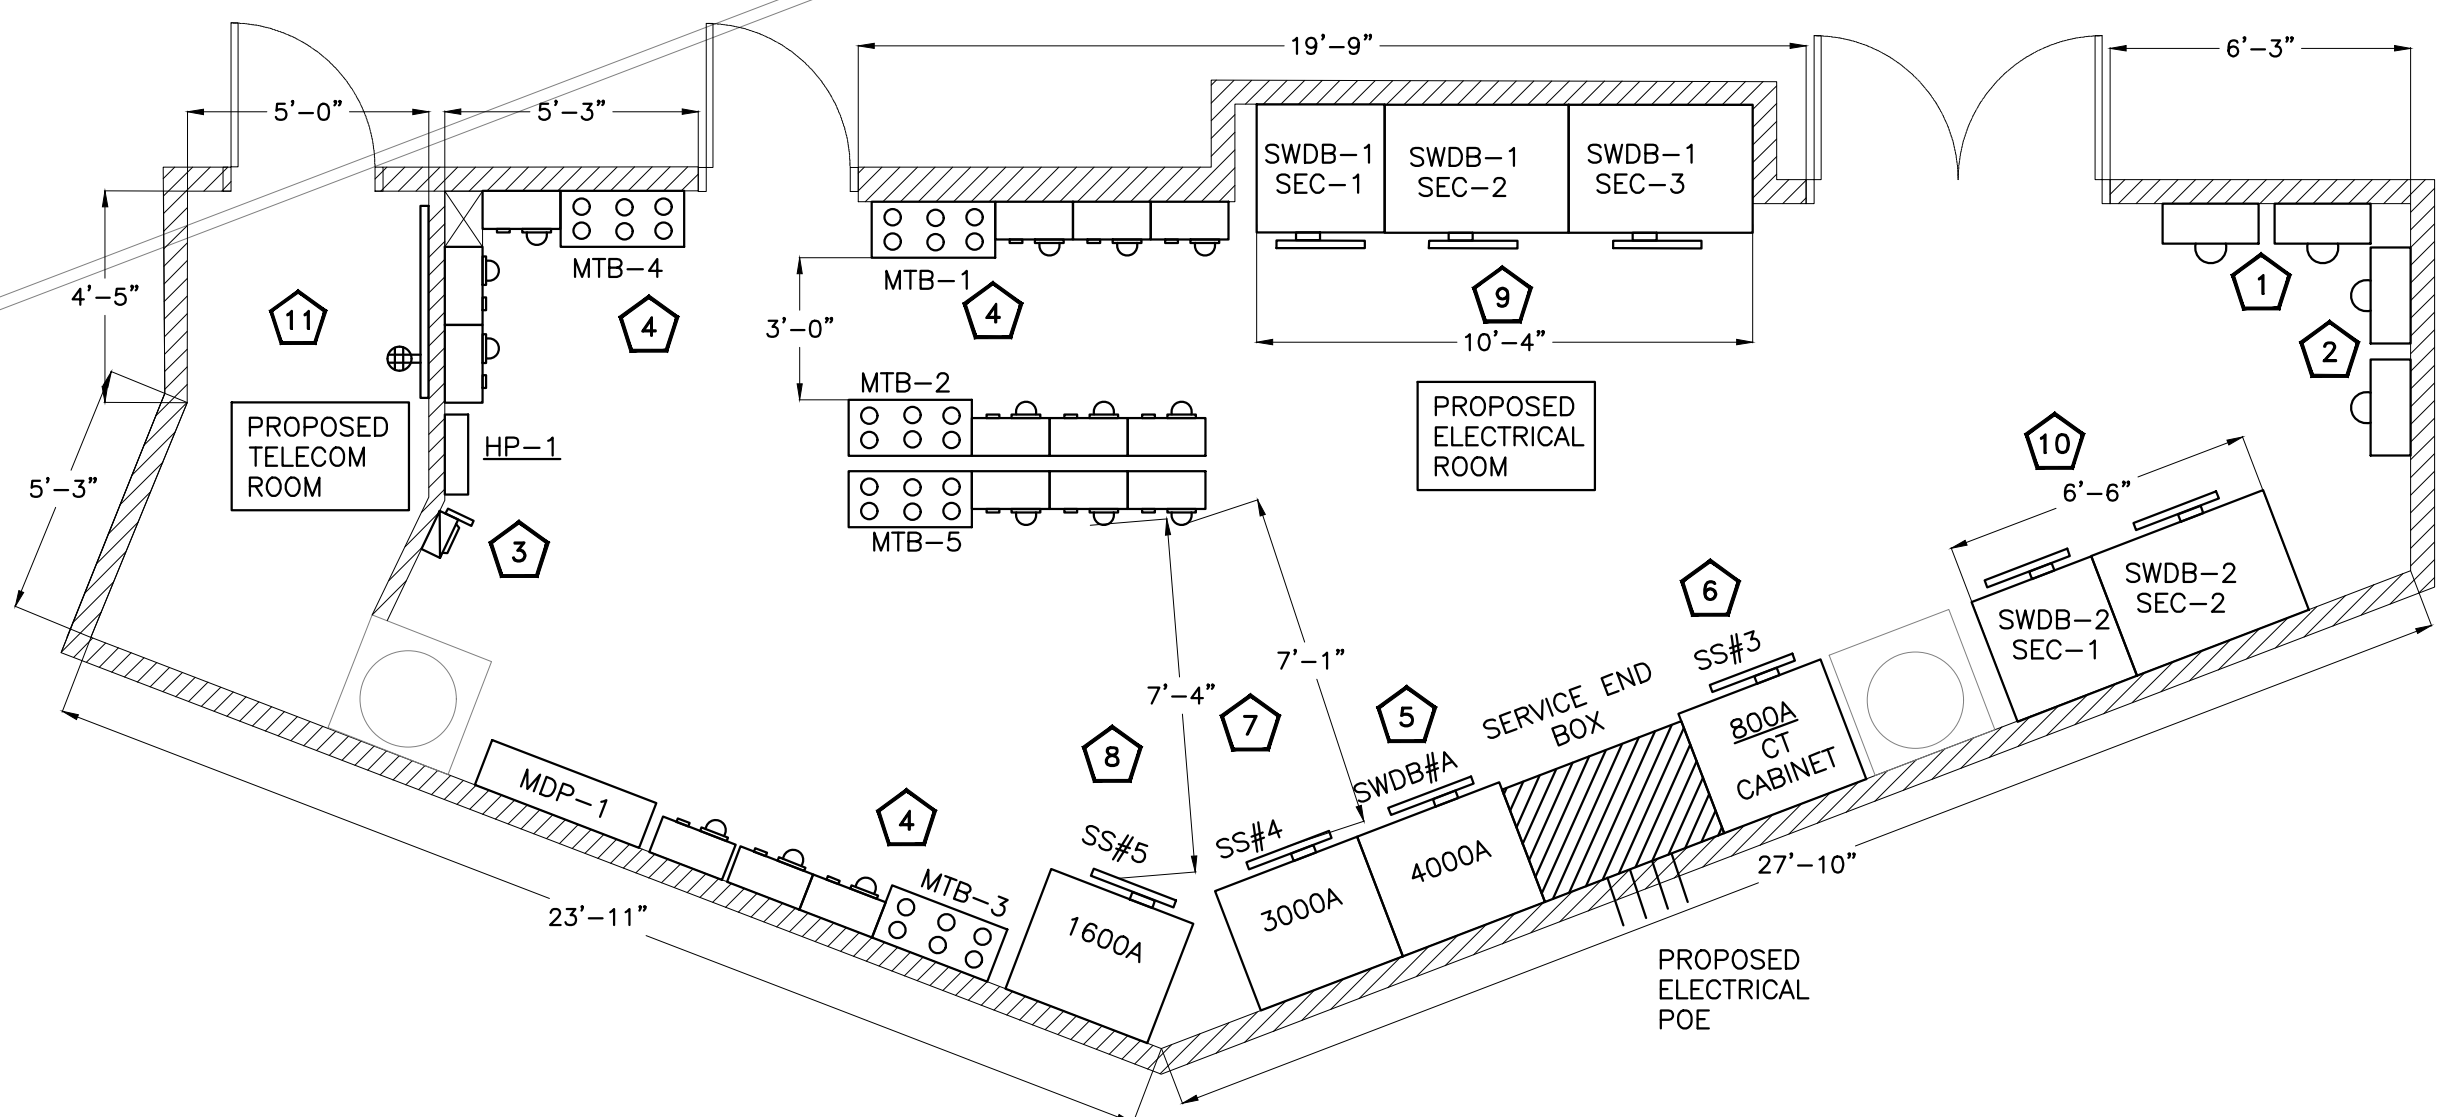 19'-9"
6'-3"
5'-0"
5'-3"
SWDB-1
SEC-1
SWDB-1
SEC-2
SWDB-1
SEC-3
MTB-4
MTB-1
4'-5"
11
4
4
9
1
3'-0"
10'-4"
2
MTB-2
PROPOSED
TELECOM
ROOM
HP-1
PROPOSED
ELECTRICAL
ROOM
10
5'-3"
6'-6"
MTB-5
3
6
SWDB-2
SEC-2
SWDB-2
SEC-1
7'-1"
7'-4"
SS#3
SERVICE END
BOX
7
5
800A
CT
CABINET
8
SWDB#A
MDP-1
4
SS#5
SS#4
4000A
27'-10"
MTB-3
3000A
23'-11"
1600A
PROPOSED
ELECTRICAL
POE